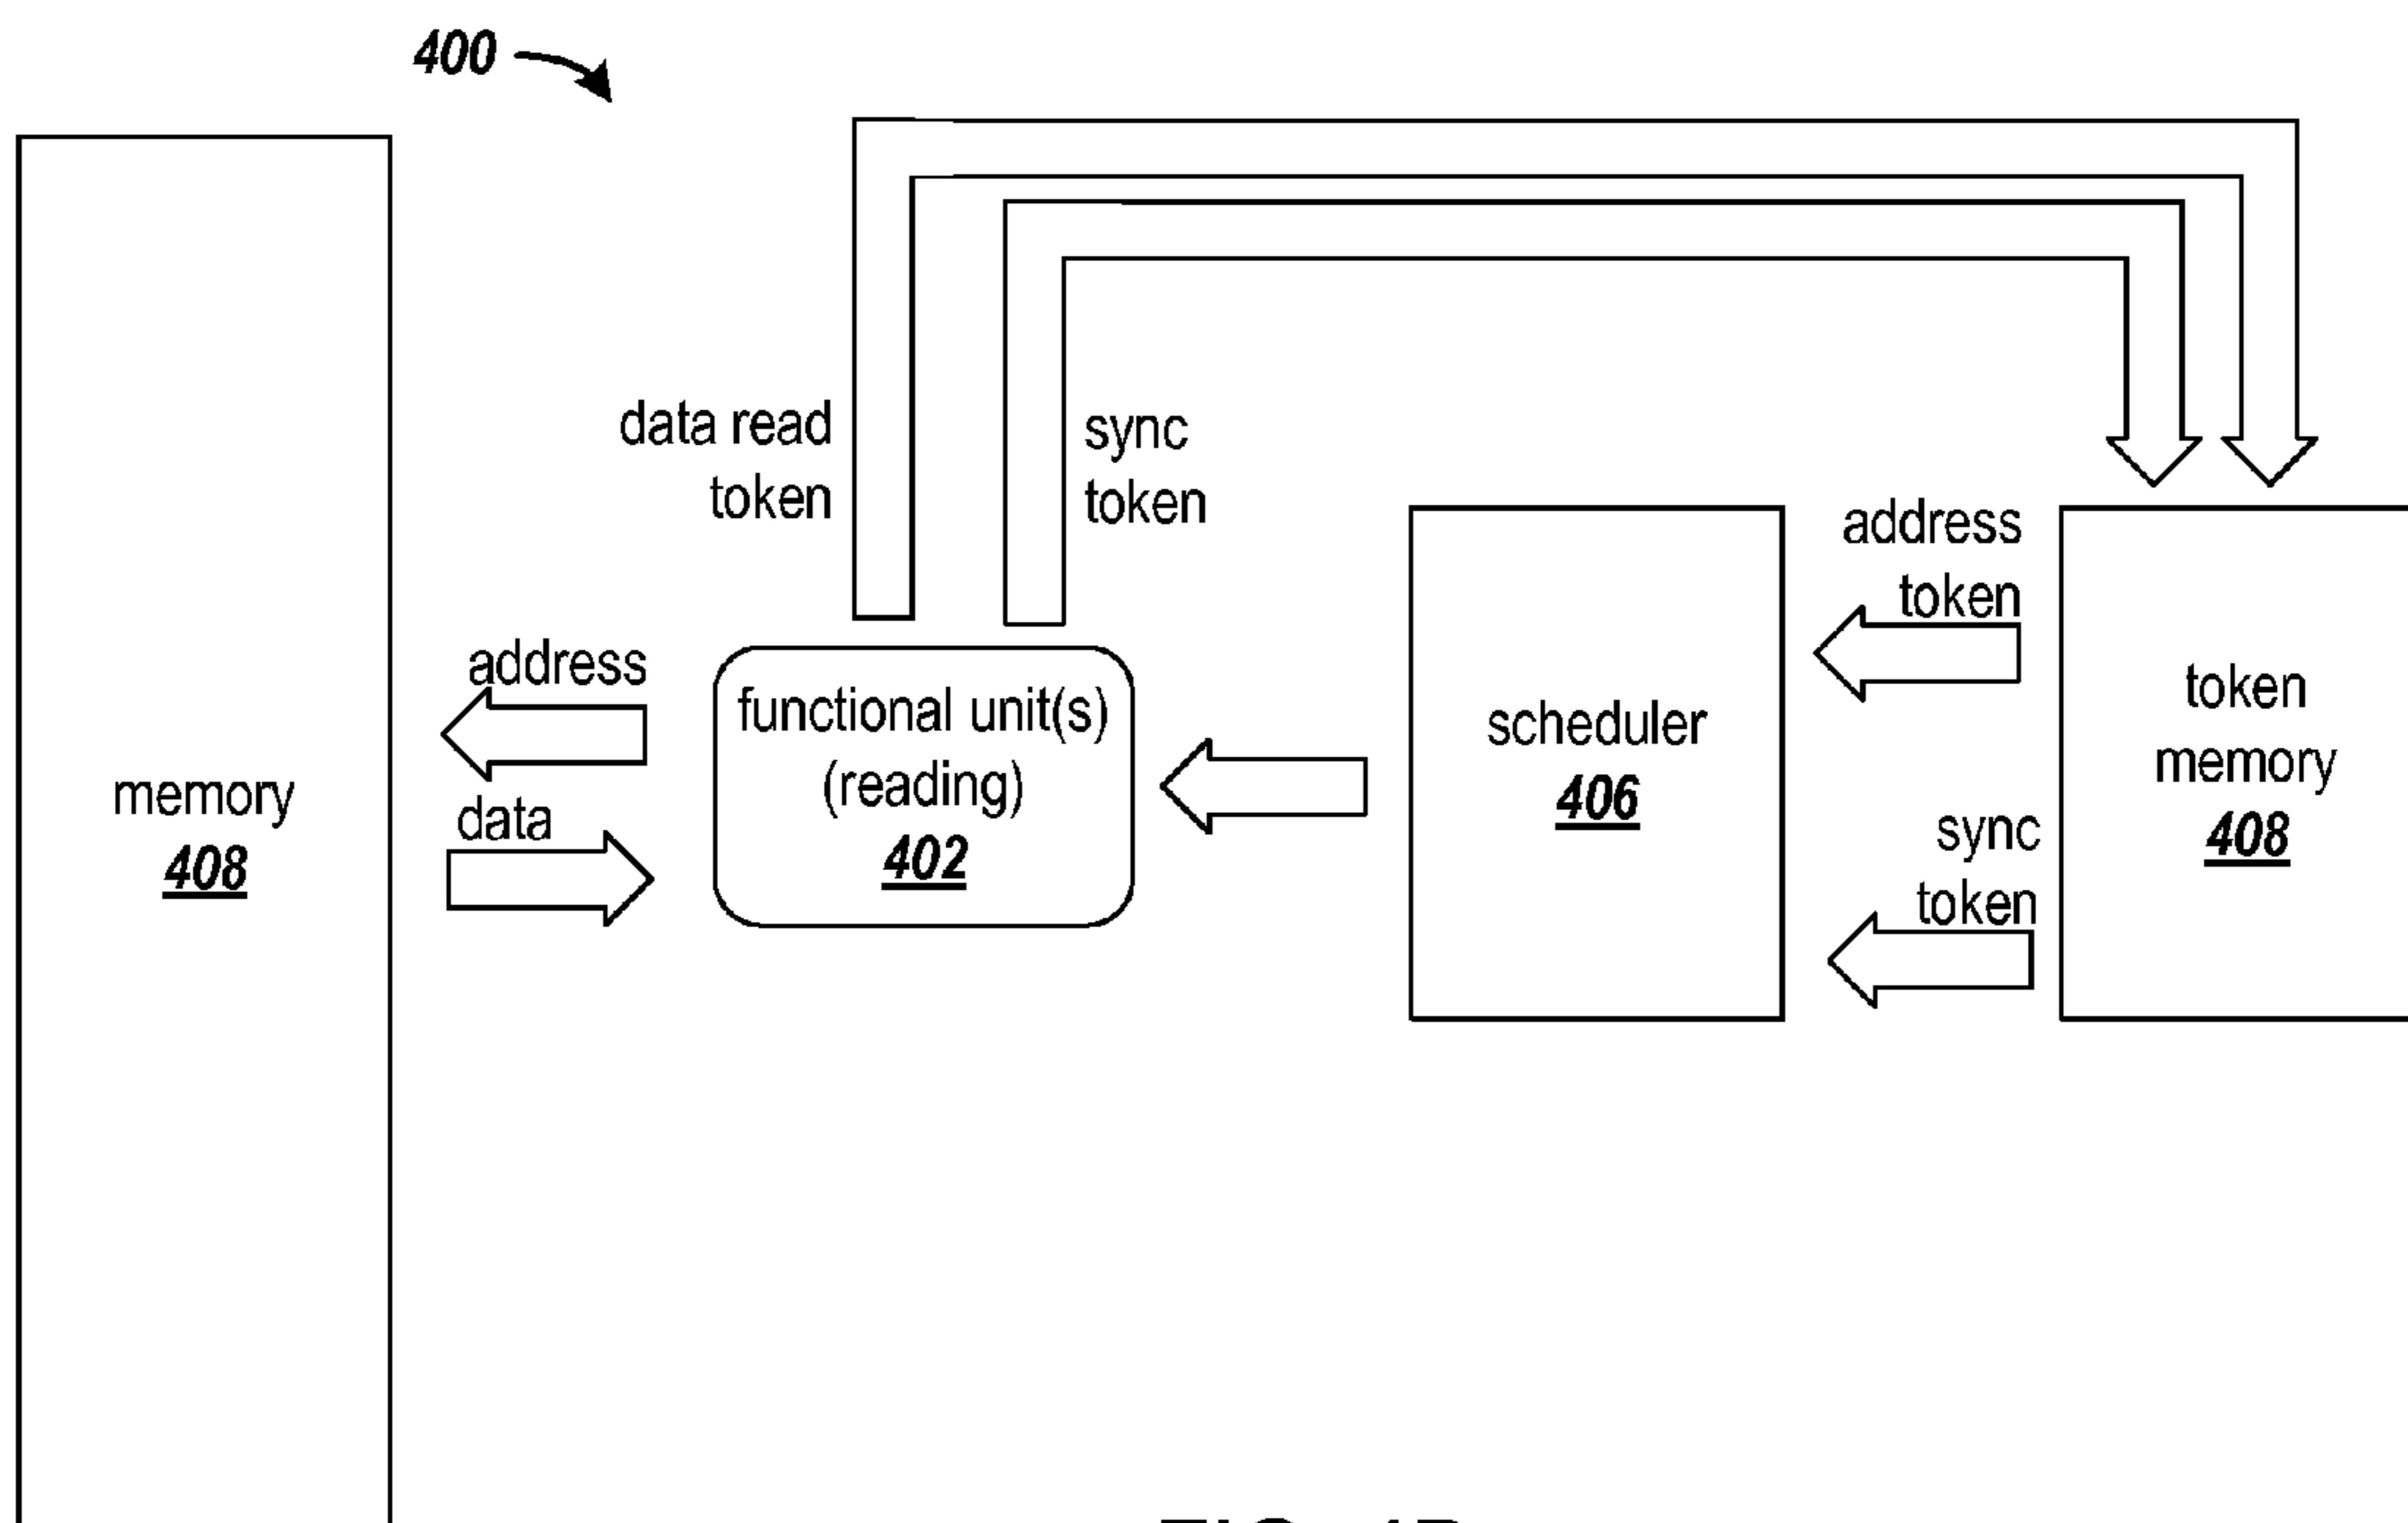 400
data read
token
sync
token
address
token
address
data
memory
408
functional unit(s)
(reading)
402
scheduler
406
sync
token
token
memory
408